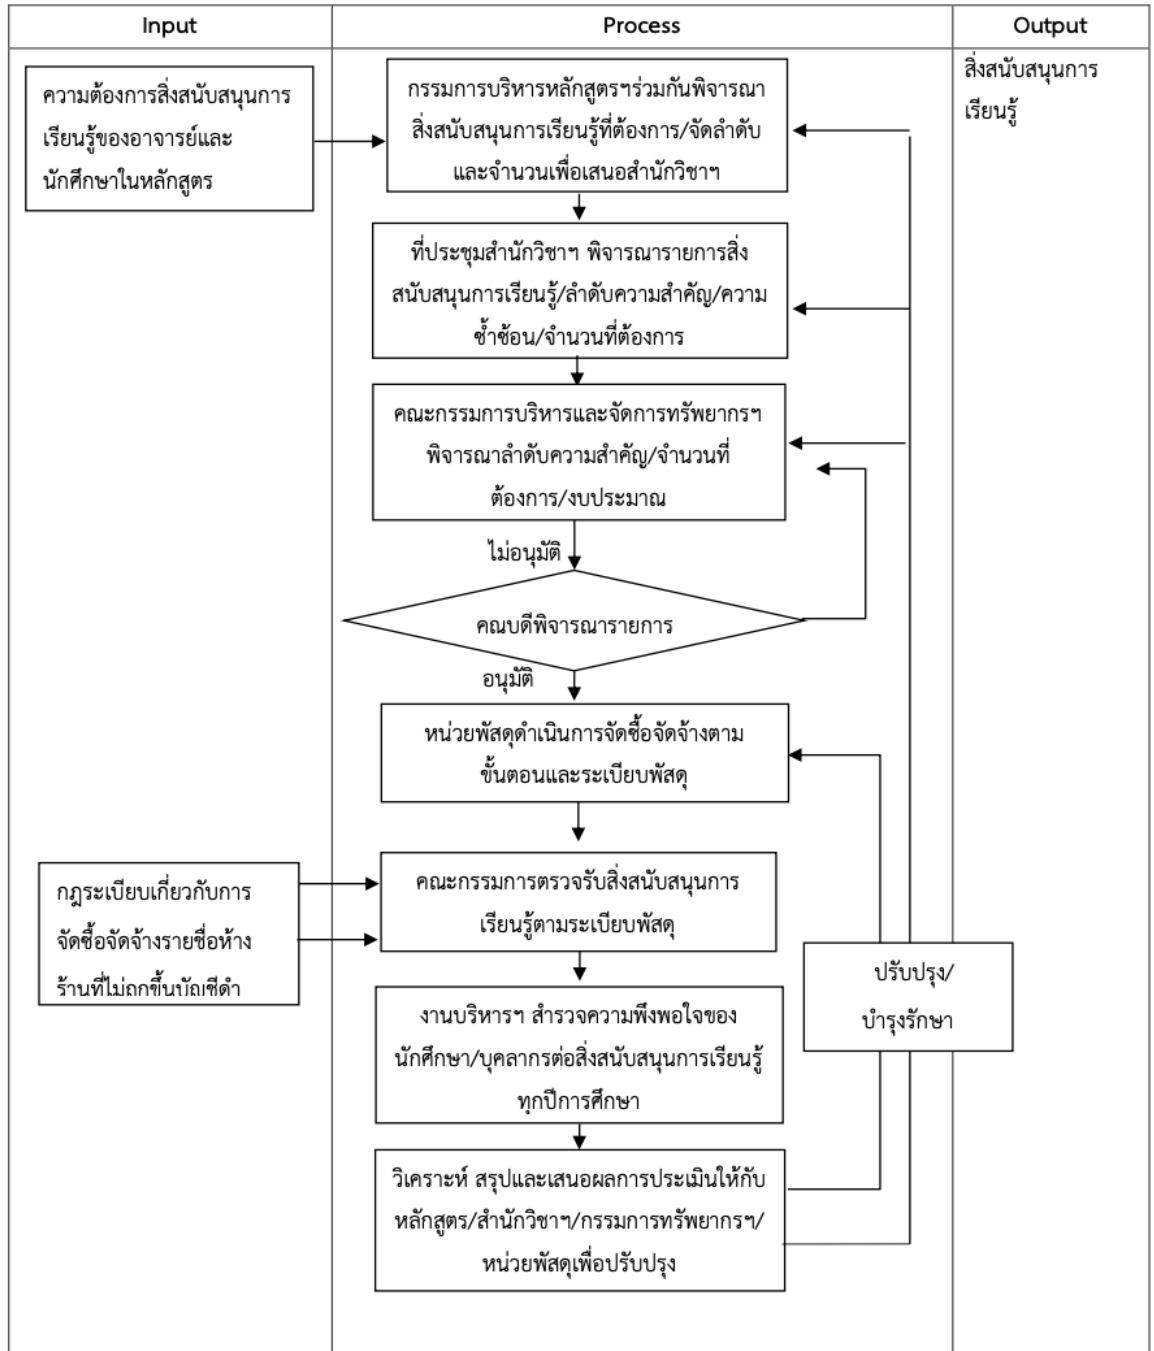 Input
Process
Output
ความต้องการสิ่งสนับสนุนการ
เรียนรู้ของอาจารย์และ
นักศึกษาในหลักสูตร
กรรมการบริหารหลักสูตรฯร่วมกันพิจารณา
สิ่งสนับสนุนการเรียนรู้ที่ต้องการ/จัดลำดับ
และจำนวนเพื่อเสนอสำนักวิชาฯ
สิ่งสนับสนุนการ
เรียนรู้
ที่ประชุมสำนักวิชาฯ พิจารณารายการสิ่ง
สนับสนุนการเรียนรู้/ลำดับความสำคัญ/ความ
ซ้ำซ้อน/จำนวนที่ต้องการ
คณะกรรมการบริหารและจัดการทรัพยากรฯ
พิจารณาลำดับความสำคัญ/จำนวนที่
ต้องการ/งบประมาณ
ไม่อนุมัติ
คณบดีพิจารณารายการ
อนุมัติ
หน่วยพัสดุดำเนินการจัดซื้อจัดจ้างตาม
ขั้นตอนและระเบียบพัสดุ
กฎระเบียบเกี่ยวกับการ
จัดซื้อจัดจ้างรายชื่อห้าง
ร้านที่ไม่ถูกขึ้นบัญชีดำ
คณะกรรมการตรวจรับสิ่งสนับสนุนการ
เรียนรู้ตามระเบียบพัสดุ
ปรับปรุง/
บำรุงรักษา
งานบริหารฯ สำรวจความพึงพอใจของ
นักศึกษา/บุคลากรต่อสิ่งสนับสนุนการเรียนรู้
ทุกปีการศึกษา
วิเคราะห์ สรุปและเสนอผลการประเมินให้กับ
หลักสูตร/สำนักวิชาฯ/กรรมการทรัพยากรฯ/
หน่วยพัสดุเพื่อปรับปรุง